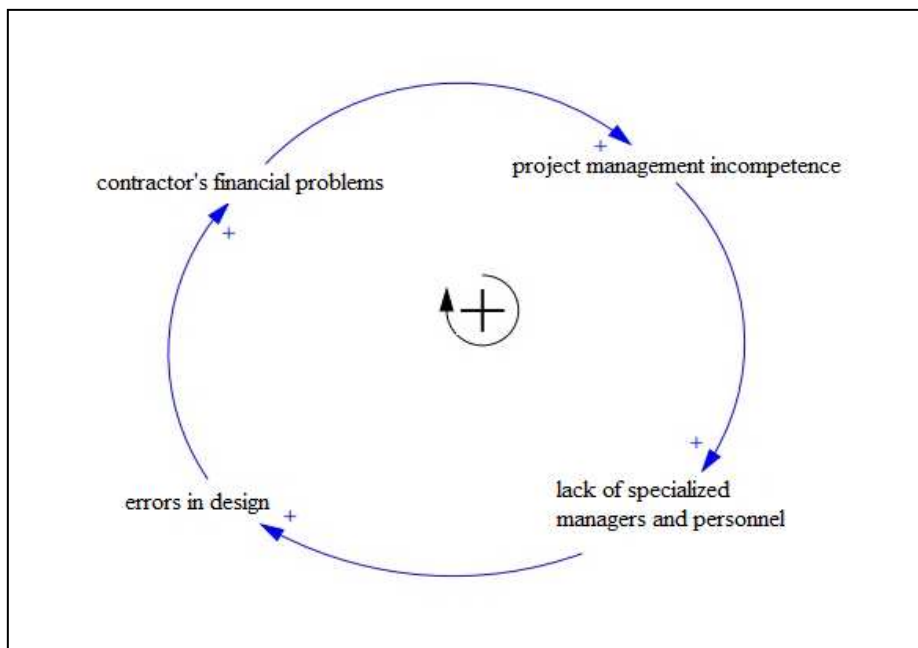 +
contractor's financial problems
project management incompetence
+
+
+
errors in design
+
lack of specialized
managers and personnel